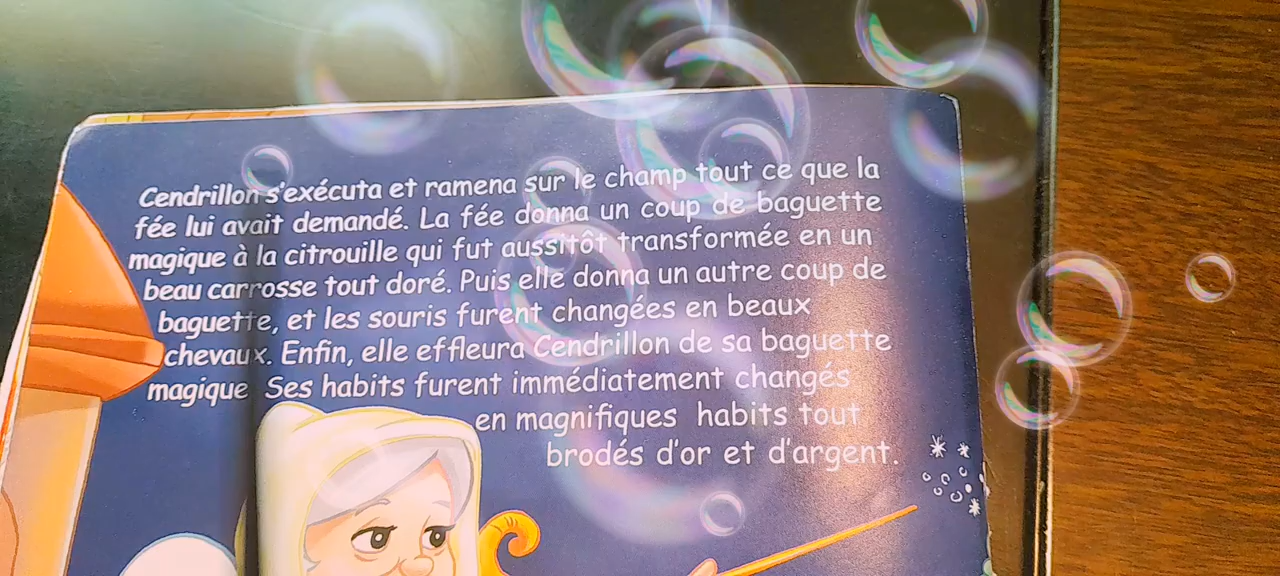 Cendrillon s'exécuta et ramena sur le champ tout ce que la
fée lui avait demandé. La fée donna un coup de baguette
magique à la citrouille qui fut aussitôt transformée en un
beau carrosse tout doré. Puis elle donna un autre coup de
baguette, et les souris furent changées en beaux
chevaux. Enfin, elle effleura Cendrillon de sa baguette
magique Ses habits furent immédiatement changés
en magnifiques habits tout
brodés d'or et d'argent.